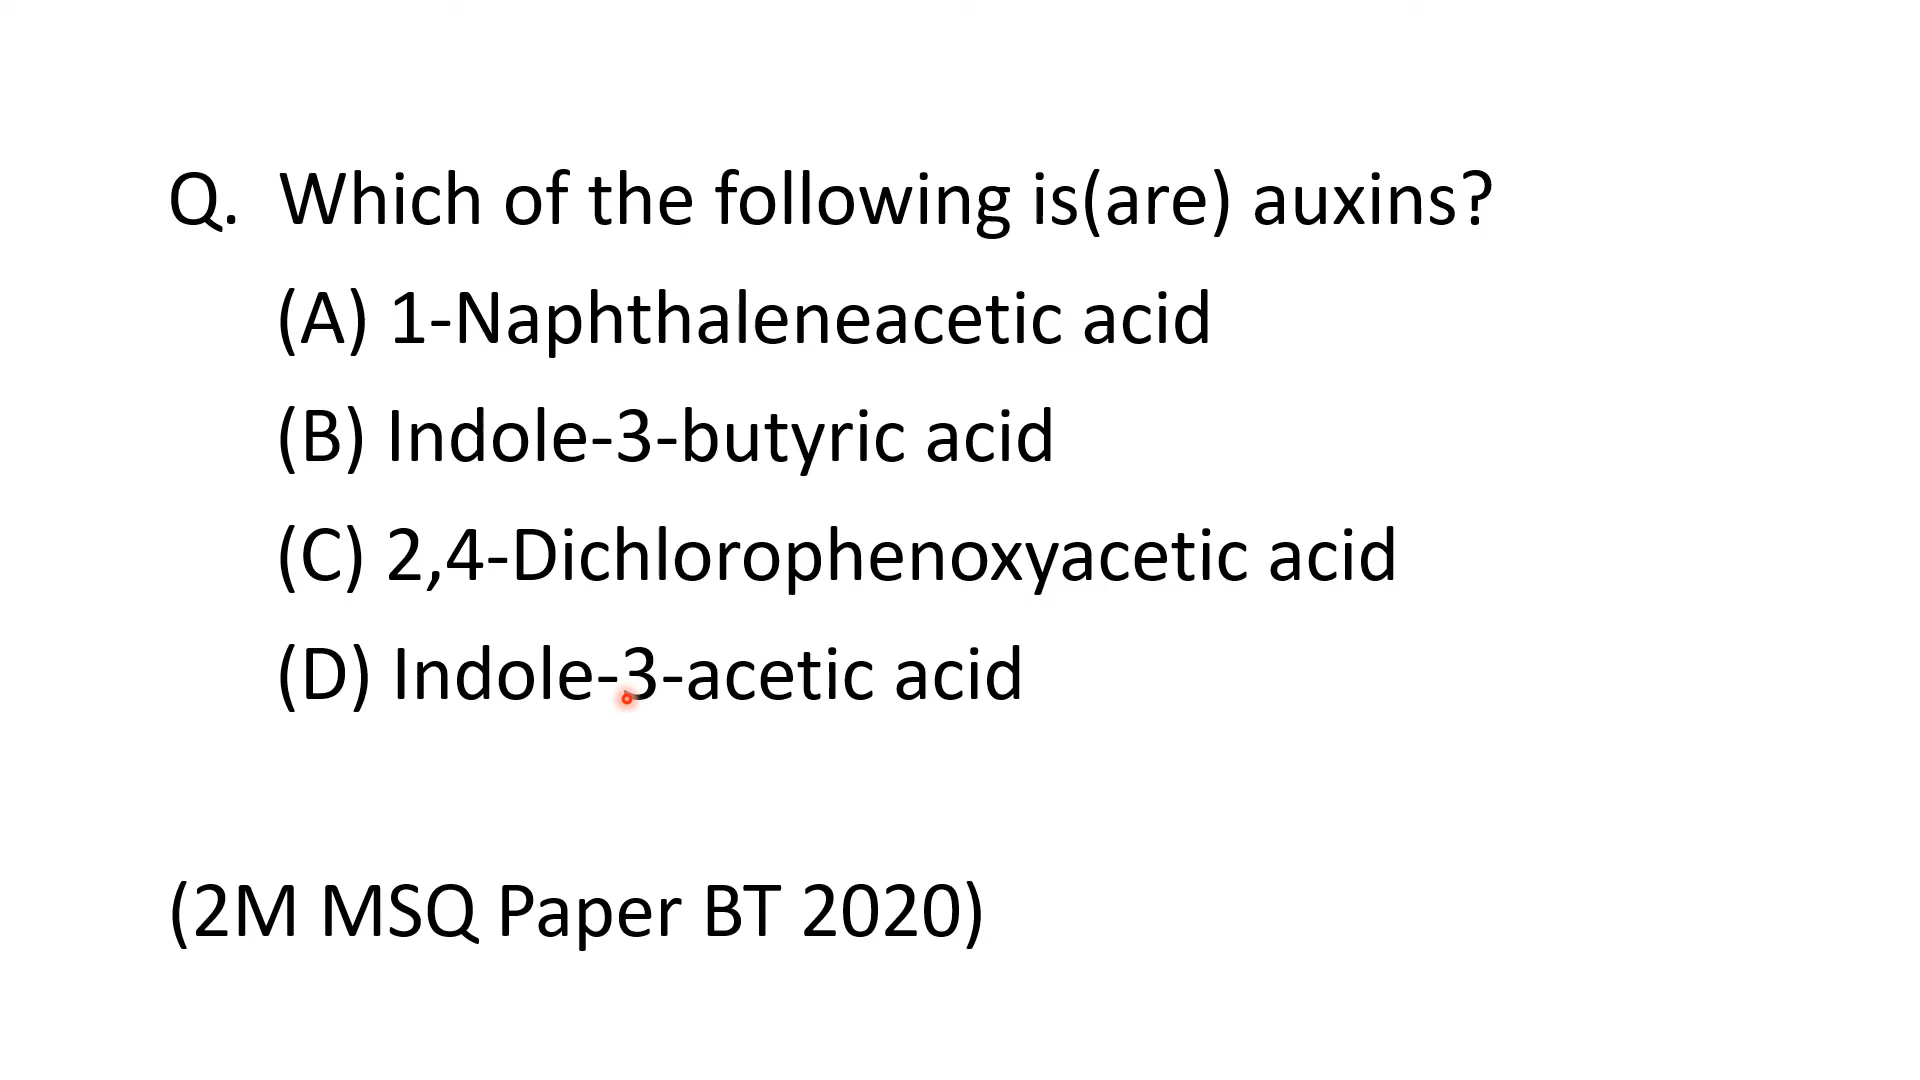 Q. Which of the following is(are) auxins?
(A) 1-Naphthaleneacetic acid
(B) Indole-3-butyric acid
(C) 2,4-Dichlorophenoxyacetic acid
(D) Indole-3-acetic acid
(2M MSQ Paper BT 2020)